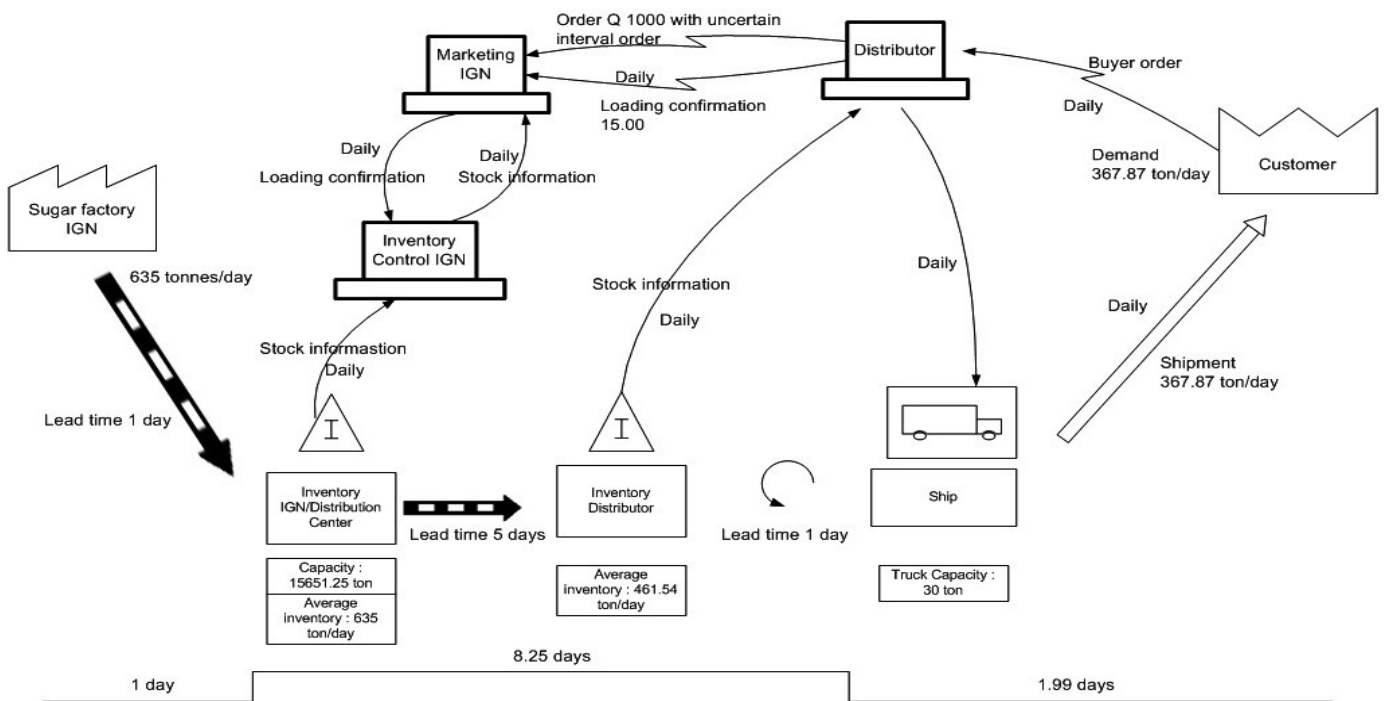 Order Q 1000 with uncertain
interval order
Marketing
IGN
Distributor
Buyer order
Daily
Loading confirmation
15.00
Daily
Daily
Loading confirmation
Daily
Stock information
Demand
367.87 ton/day
Customer
Sugar factory
IGN
Inventory
Control IGN
635 tonnes/day
Daily
Stock information
Daily
Daily
Stock informastion
Daily
Shipment
367.87 ton/day
Lead time 1 day
I
I
Inventory
IGN/Distribution
Center
Inventory
Distributor
Ship
Lead time 5 days
Lead time 1 day
Capacity :
15651.25 ton
Average
inventory : 635
ton/day
Average
inventory : 461.54
ton/day
Truck Capacity :
30 ton
8.25 days
1 day
1.99 days